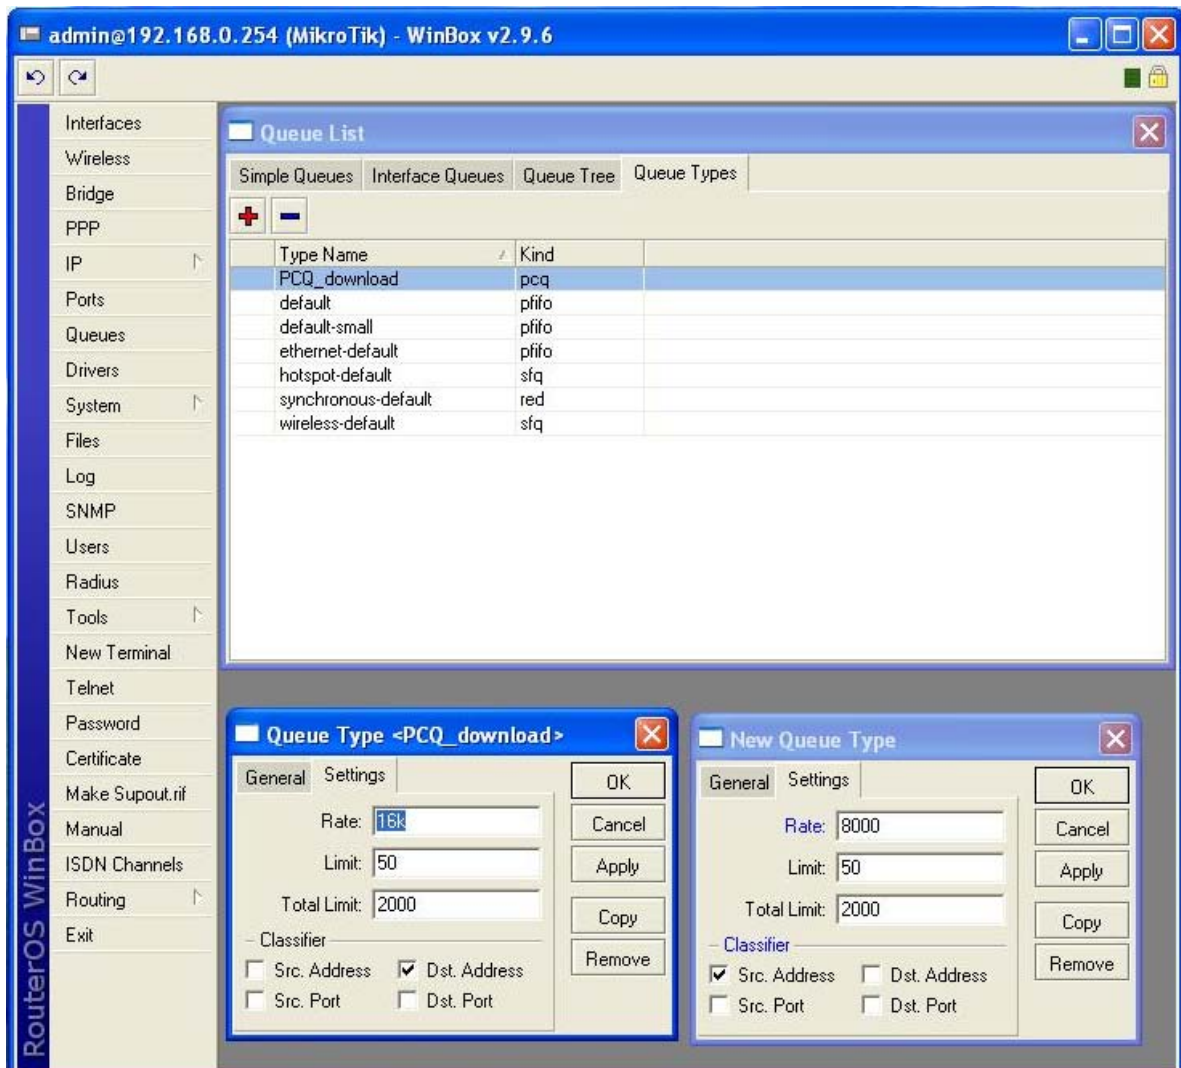 admin@192.168.0.254 (MikroTik) - WinBox v2.9.6
Interfaces
Wireless
Bridge
PPP
IP
Ports
Queues
Drivers
System
Files
Log
SNMP
Users
Radius
Tools
New Terminal
Telnet
Password
Certificate
Make Supout.rif
Manual
ISDN Channels
Routing
Exit
RouterOS WinBox
Queue List
Simple Queues Interface Queues Queue Tree Queue Types
Type Name Kind
PCQ_download pcq
default pfifo
default-small pfifo
ethernet-default pfifo
hotspot-default sfq
synchronous-default red
wireless-default sfq
Queue Type <PCQ_download>
General Settings
OK
Rate: 16k
Cancel
Limit: 50
Apply
Total Limit: 2000
Copy
Classifier
Remove
Src. Address Dst. Address
Src. Port Dst. Port
New Queue Type
General Settings
OK
Rate: 8000
Cancel
Limit: 50
Apply
Total Limit: 2000
Copy
Classifier
Remove
Src. Address Dst. Address
Src. Port Dst. Port